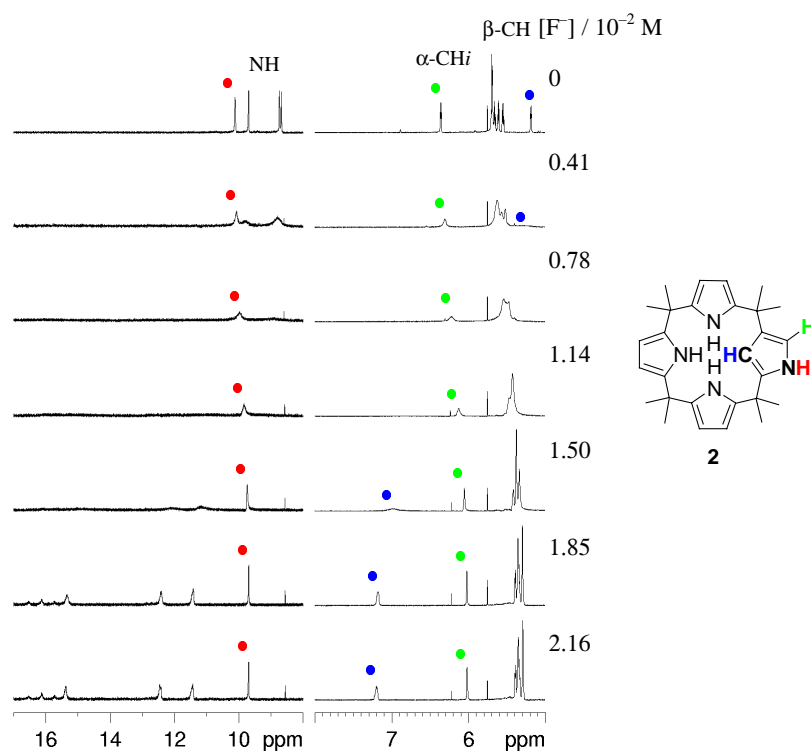 β-CH [F⁻] / 10⁻² M
NH
α-CHi
0
0.41
0.78
1.14
1.50
1.85
2.16
N
H
H
NH
HC
H
N
NH
2
16 14 12 10 ppm
7 6 ppm